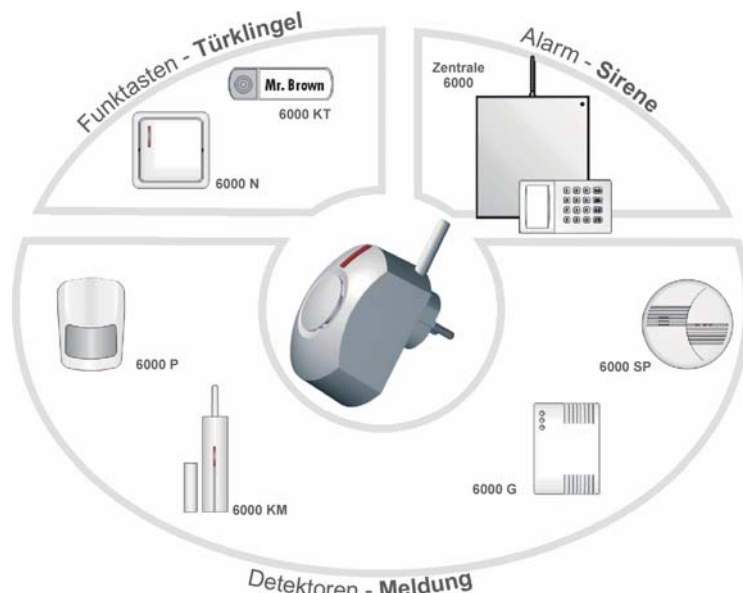 Funktasten - Türklingel
Alarm - Sirene
Mr. Brown
6000 KT
6000 N
Zentrale
6000
6000 P
6000 SP
6000 KM
6000 G
Detektoren - Meldung